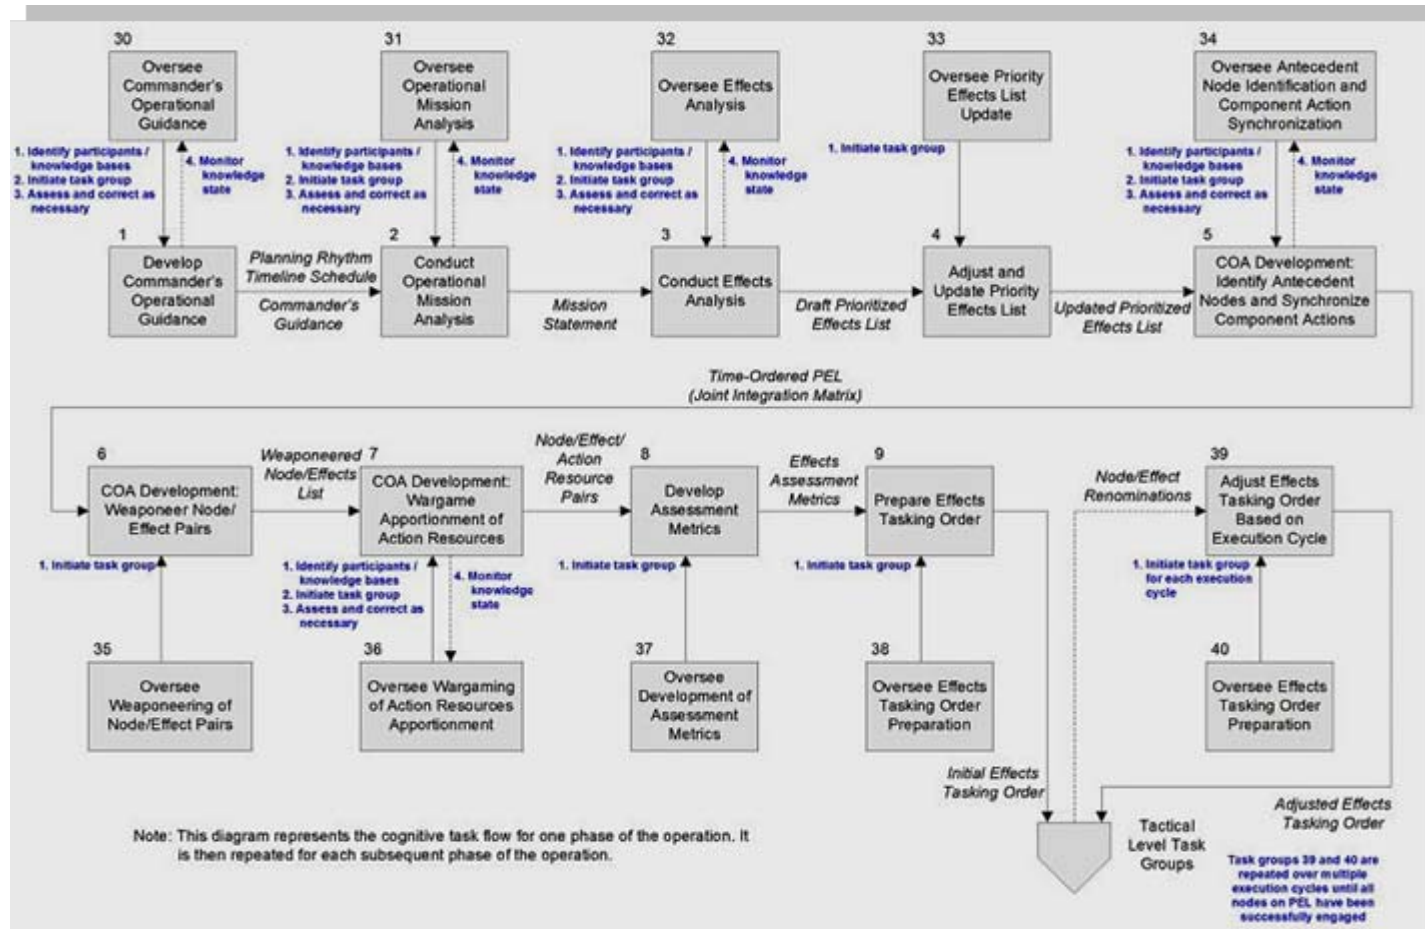 30
Oversee
Commander's
Operational
Guidance
31
Oversee
Operational
Mission
Analysis
32
Oversee Effects
Analysis
33
Oversee Priority
Effects List
Update
34
Oversee Antecedent
Node Identification and
Component Action
Synchronization
1. Identify participants /
knowledge bases
2. Initiate task group
3. Assess and correct as
necessary
4. Monitor
knowledge
state
1. Identify participants /
knowledge bases
2. Initiate task group
3. Assess and correct as
necessary
4. Monitor
knowledge
state
1. Identify participants /
knowledge bases
2. Initiate task group
3. Assess and correct as
necessary
4. Monitor
knowledge
state
1. Initiate task group
1. Identify participants /
knowledge bases
2. Initiate task group
3. Assess and correct as
necessary
4. Monitor
knowledge
state
1
Develop
Commander's
Operational
Guidance
Planning Rhythm
Timeline Schedule
Commander's
Guidance
2
Conduct
Operational
Mission
Analysis
Mission
Statement
3
Conduct Effects
Analysis
Draft Prioritized
Effects List
4
Adjust and
Update Priority
Effects List
Updated Prioritized
Effects List
5
COA Development:
Identify Antecedent
Nodes and Synchronize
Component Actions
Time-Ordered PEL
(Joint Integration Matrix)
6
COA Development:
Weaponeer Node/
Effect Pairs
Weaponeered
Node/Effects
List
7
COA Development:
Wargame
Apportionment of
Action Resources
Node/Effect/
Action
Resource
Pairs
8
Develop
Assessment
Metrics
Effects
Assessment
Metrics
9
Prepare Effects
Tasking Order
Node/Effect
Renominations
39
Adjust Effects
Tasking Order
Based on
Execution Cycle
1. Initiate task group
1. Identify participants /
knowledge bases
2. Initiate task group
3. Assess and correct as
necessary
4. Monitor
knowledge
state
1. Initiate task group
1. Initiate task group
1. Initiate task group
for each execution
cycle
35
Oversee
Weaponeering of
Node/Effect Pairs
36
Oversee Wargaming
of Action Resources
Apportionment
37
Oversee
Development of
Assessment
Metrics
38
Oversee Effects
Tasking Order
Preparation
40
Oversee Effects
Tasking Order
Preparation
Initial Effects
Tasking Order
Adjusted Effects
Tasking Order
Note: This diagram represents the cognitive task flow for one phase of the operation. It
is then repeated for each subsequent phase of the operation.
Tactical
Level Task
Groups
Task groups 39 and 40 are
repeated over multiple
execution cycles until all
nodes on PEL have been
successfully engaged